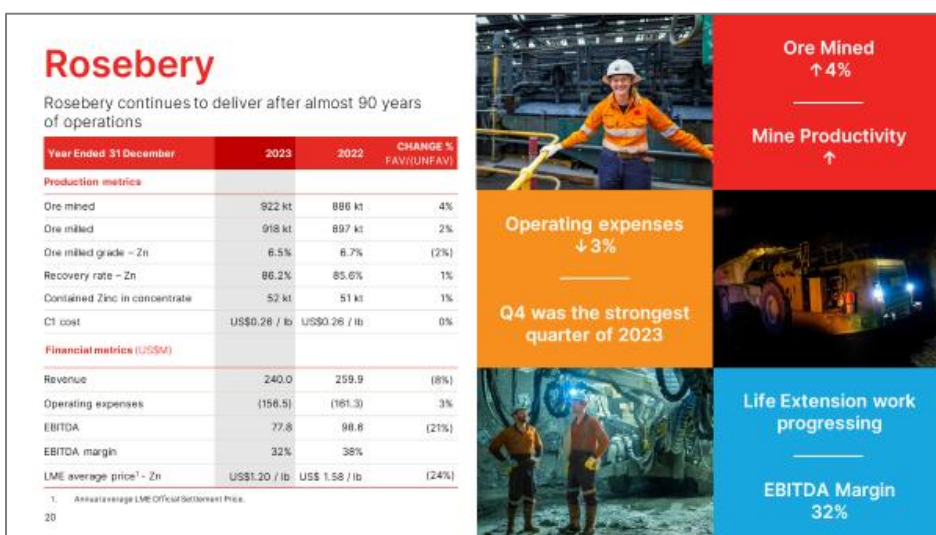 Rosebery
Rosebery continues to deliver after almost 90 years
of operations
Year Ended 31 December 2023 2022 CHANGE %
FAV/(UNFAV)
Production metrics
Ore mined 922 kt 886 kt 4%
Ore milled 918 kt 897 kt 2%
Ore milled grade – Zn 6.5% 6.7% (2%)
Recovery rate – Zn 86.2% 85.6% 1%
Contained Zinc in concentrate 52 kt 51 kt 1%
C1 cost US$0.26 / lb US$0.26 / lb 0%
Financial metrics (US$M)
Revenue 240.0 259.9 (8%)
Operating expenses (156.5) (161.3) 3%
EBITDA 77.8 98.6 (21%)
EBITDA margin 32% 38%
LME average price¹ - Zn US$1.20 / lb US$ 1.58 / lb (24%)
1. Annual average LME Official Settlement Price.
20
Ore Mined
↑4%
Mine Productivity
↑
Operating expenses
↓3%
Q4 was the strongest
quarter of 2023
Life Extension work
progressing
EBITDA Margin
32%